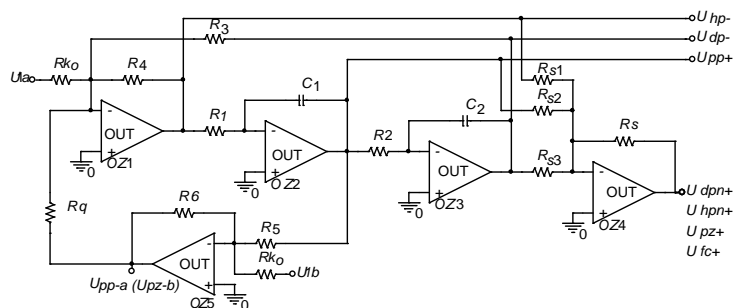 U hp-
R3
U dp-
Rko
R4
U pp+
U1a
Rs1
C1
Rs2
C2
R1
R2
Rs
OUT
OZ1
OUT
OZ2
OUT
OZ3
Rs3
OUT
OZ4
U dpn+
U hpn+
U pz+
U fc+
0
0
0
0
Rq
R6
R5
Rko
U1b
OUT
OZ5
0
Upp-a (Upz-b)